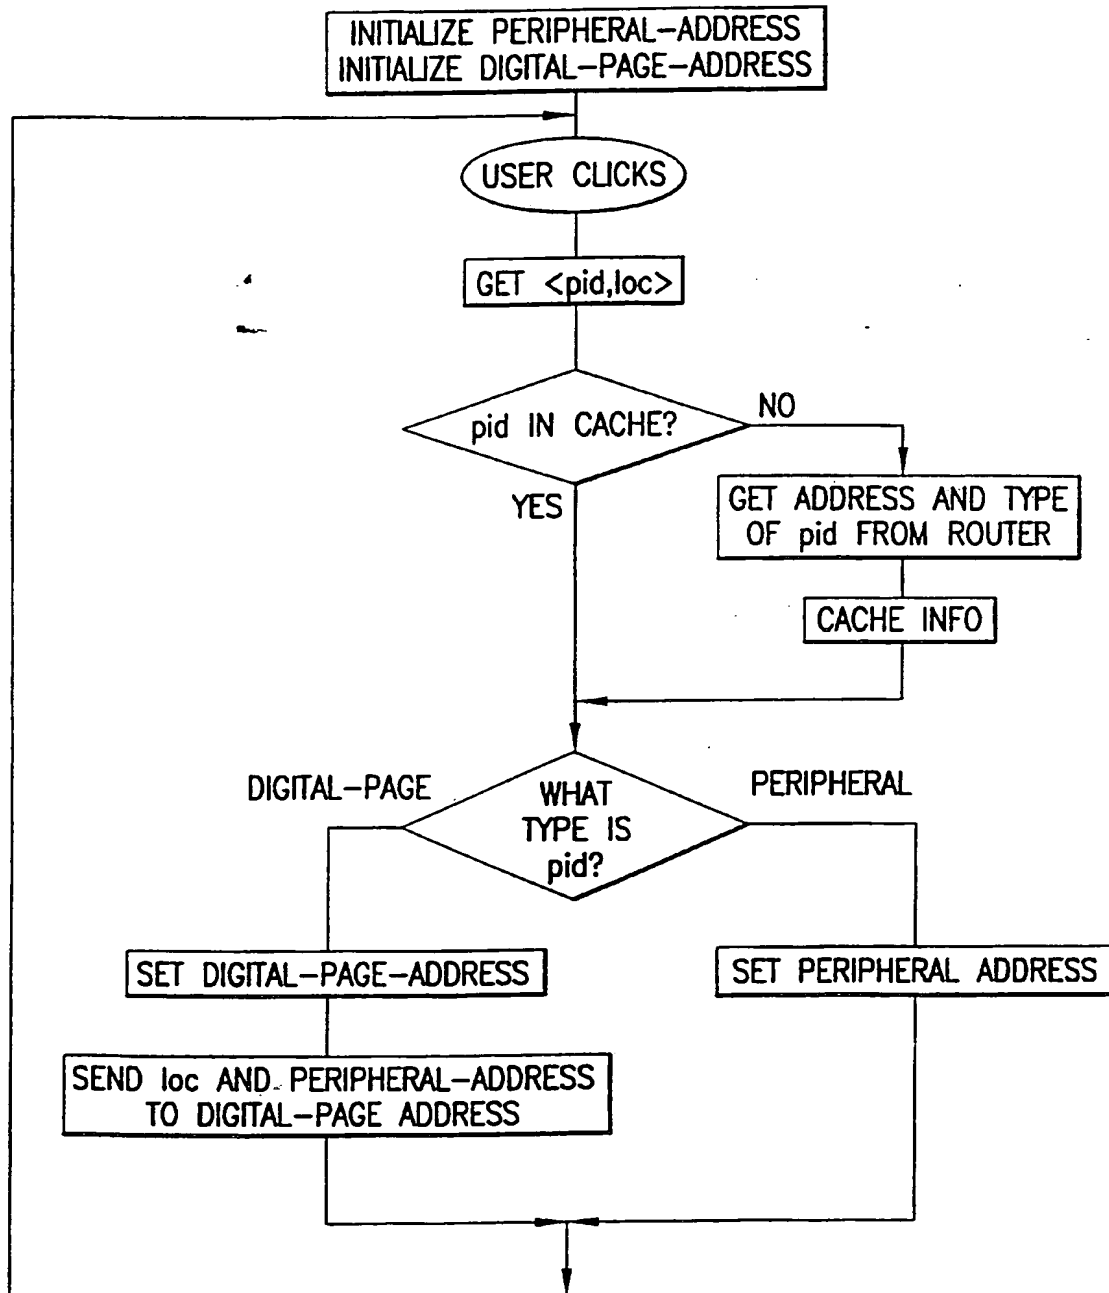 INITIALIZE PERIPHERAL-ADDRESS
INITIALIZE DIGITAL-PAGE-ADDRESS
USER CLICKS
GET <pid,loc>
pid IN CACHE?
NO
YES
GET ADDRESS AND TYPE
OF pid FROM ROUTER
CACHE INFO
DIGITAL-PAGE
WHAT
TYPE IS
pid?
PERIPHERAL
SET DIGITAL-PAGE-ADDRESS
SET PERIPHERAL ADDRESS
SEND loc AND PERIPHERAL-ADDRESS
TO DIGITAL-PAGE ADDRESS